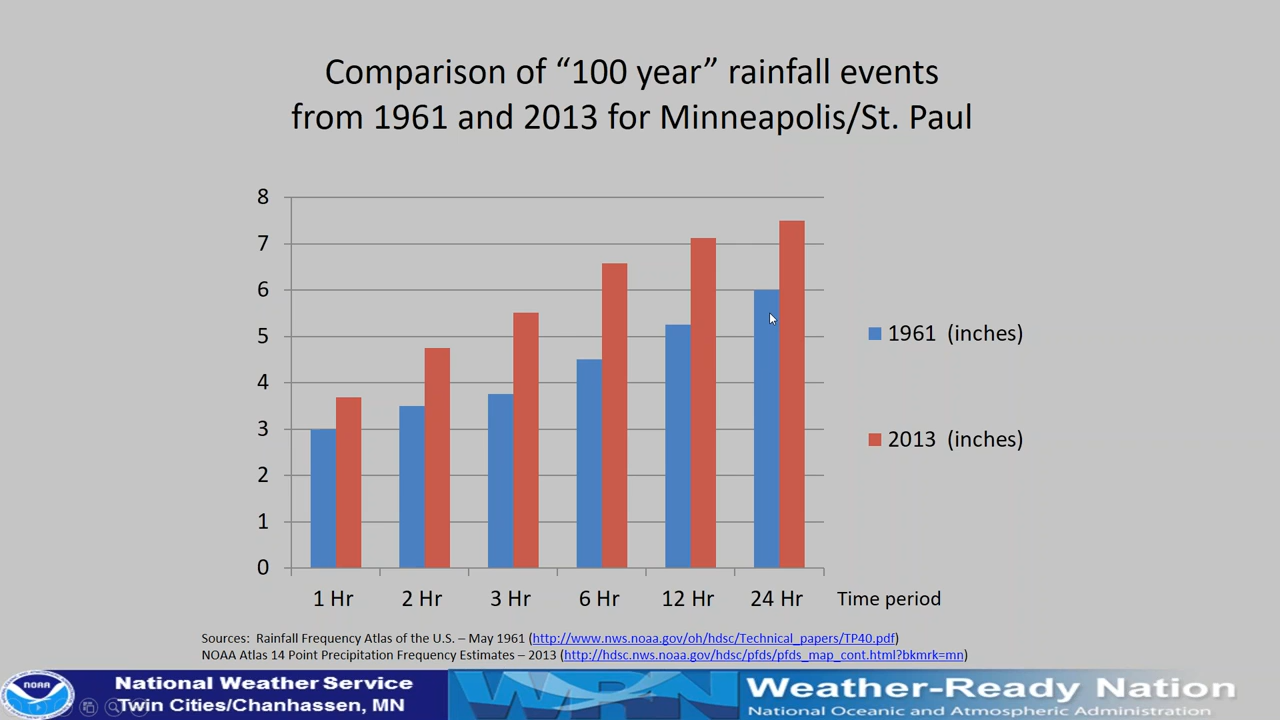 Comparison of “100 year” rainfall events
from 1961 and 2013 for Minneapolis/St. Paul
8
7
6
5
4
3
2
1
0
1961 (inches)
2013 (inches)
1 Hr 2 Hr 3 Hr 6 Hr 12 Hr 24 Hr Time period
Sources: Rainfall Frequency Atlas of the U.S. – May 1961 (http://www.nws.noaa.gov/oh/hdsc/Technical_papers/TP40.pdf)
NOAA Atlas 14 Point Precipitation Frequency Estimates – 2013 (http://hdsc.nws.noaa.gov/hdsc/pfds/pfds_map_cont.html?bkmrk=mn)
NOAA
National Weather Service
Twin Cities/Chanhassen, MN
WRN
Weather-Ready Nation
National Oceanic and Atmospheric Administration